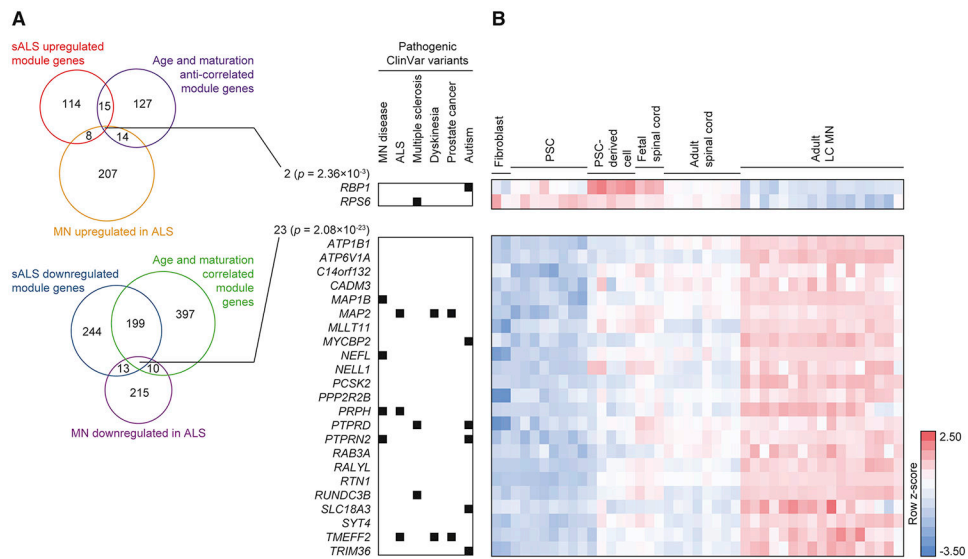 A
B
sALS upregulated
module genes
Age and maturation
anti-correlated
module genes
114
15
127
8
14
207
MN upregulated in ALS
sALS downregulated
module genes
Age and maturation
correlated
module
genes
244
199
397
13
10
215
MN downregulated in ALS
Pathogenic
ClinVar variants
MN disease
ALS
Multiple sclerosis
Dyskinesia
Prostate cancer
Autism
2 (p = 2.36×10-3)
RBP1
RPS6
23 (p = 2.08×10-23)
ATP1B1
ATP6V1A
C14orf132
CADM3
MAP1B
MAP2
MLLT11
MYCBP2
NEFL
NELL1
PCSK2
PPP2R2B
PRPH
PTPRD
PTPRN2
RAB3A
RALYL
RTN1
RUNDC3B
SLC18A3
SYT4
TMEFF2
TRIM36
Fibroblast
PSC
PSC-
derived
cell
Fetal
spinal cord
Adult
spinal cord
Adult
LC MN
2.50
Row z-score
-3.50